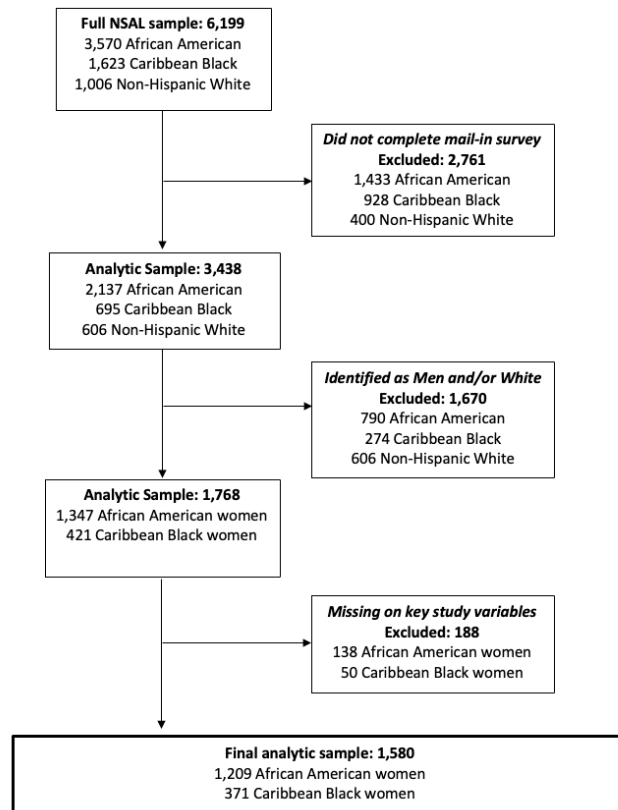 Full NSAL sample: 6,199
3,570 African American
1,623 Caribbean Black
1,006 Non-Hispanic White
Did not complete mail-in survey
Excluded: 2,761
1,433 African American
928 Caribbean Black
400 Non-Hispanic White
Analytic Sample: 3,438
2,137 African American
695 Caribbean Black
606 Non-Hispanic White
Identified as Men and/or White
Excluded: 1,670
790 African American
274 Caribbean Black
606 Non-Hispanic White
Analytic Sample: 1,768
1,347 African American women
421 Caribbean Black women
Missing on key study variables
Excluded: 188
138 African American women
50 Caribbean Black women
Final analytic sample: 1,580
1,209 African American women
371 Caribbean Black women